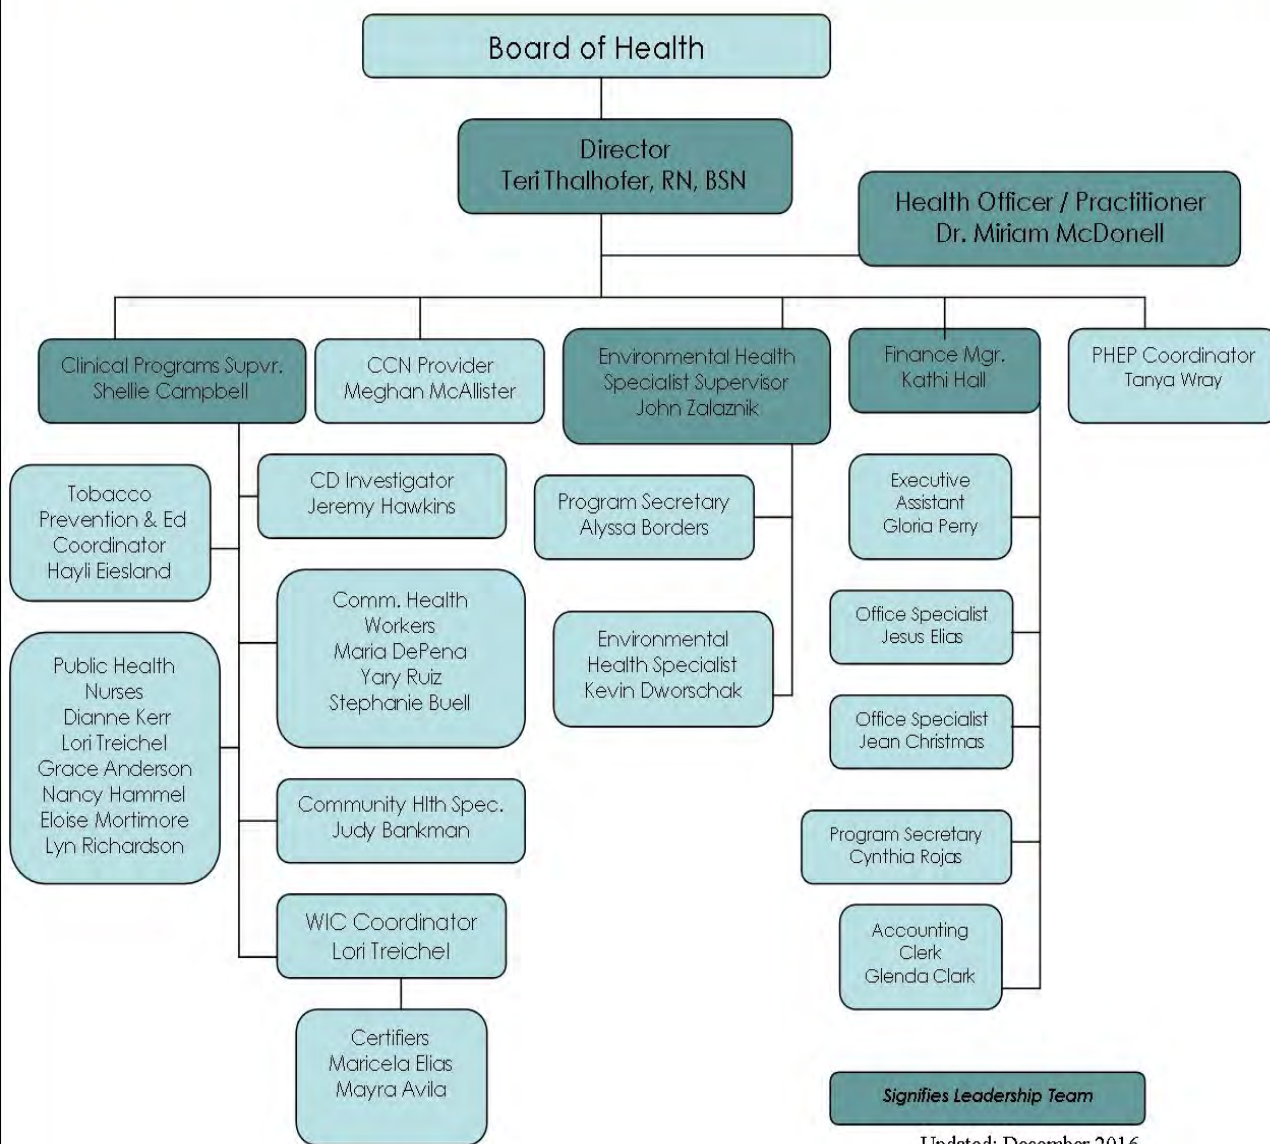 Board of Health
Director
Teri Thalhofer, RN, BSN
Health Officer / Practitioner
Dr. Miriam McDonell
Clinical Programs Supvr.
Shellie Campbell
CCN Provider
Meghan McAllister
Environmental Health
Specialist Supervisor
John Zalaznik
Finance Mgr.
Kathi Hall
PHEP Coordinator
Tanya Wray
Tobacco
Prevention & Ed
Coordinator
Hayli Eiesland
CD Investigator
Jeremy Hawkins
Program Secretary
Alyssa Borders
Executive
Assistant
Gloria Perry
Public Health
Nurses
Dianne Kerr
Lori Treichel
Grace Anderson
Nancy Hammel
Eloise Mortimore
Lyn Richardson
Comm. Health
Workers
Maria DePena
Yary Ruiz
Stephanie Buell
Environmental
Health Specialist
Kevin Dworschak
Office Specialist
Jesus Elias
Office Specialist
Jean Christmas
Community Hlth Spec.
Judy Bankman
Program Secretary
Cynthia Rojas
WIC Coordinator
Lori Treichel
Accounting
Clerk
Glenda Clark
Certifiers
Maricela Elias
Mayra Avila
Signifies Leadership Team
Updated: December 2016